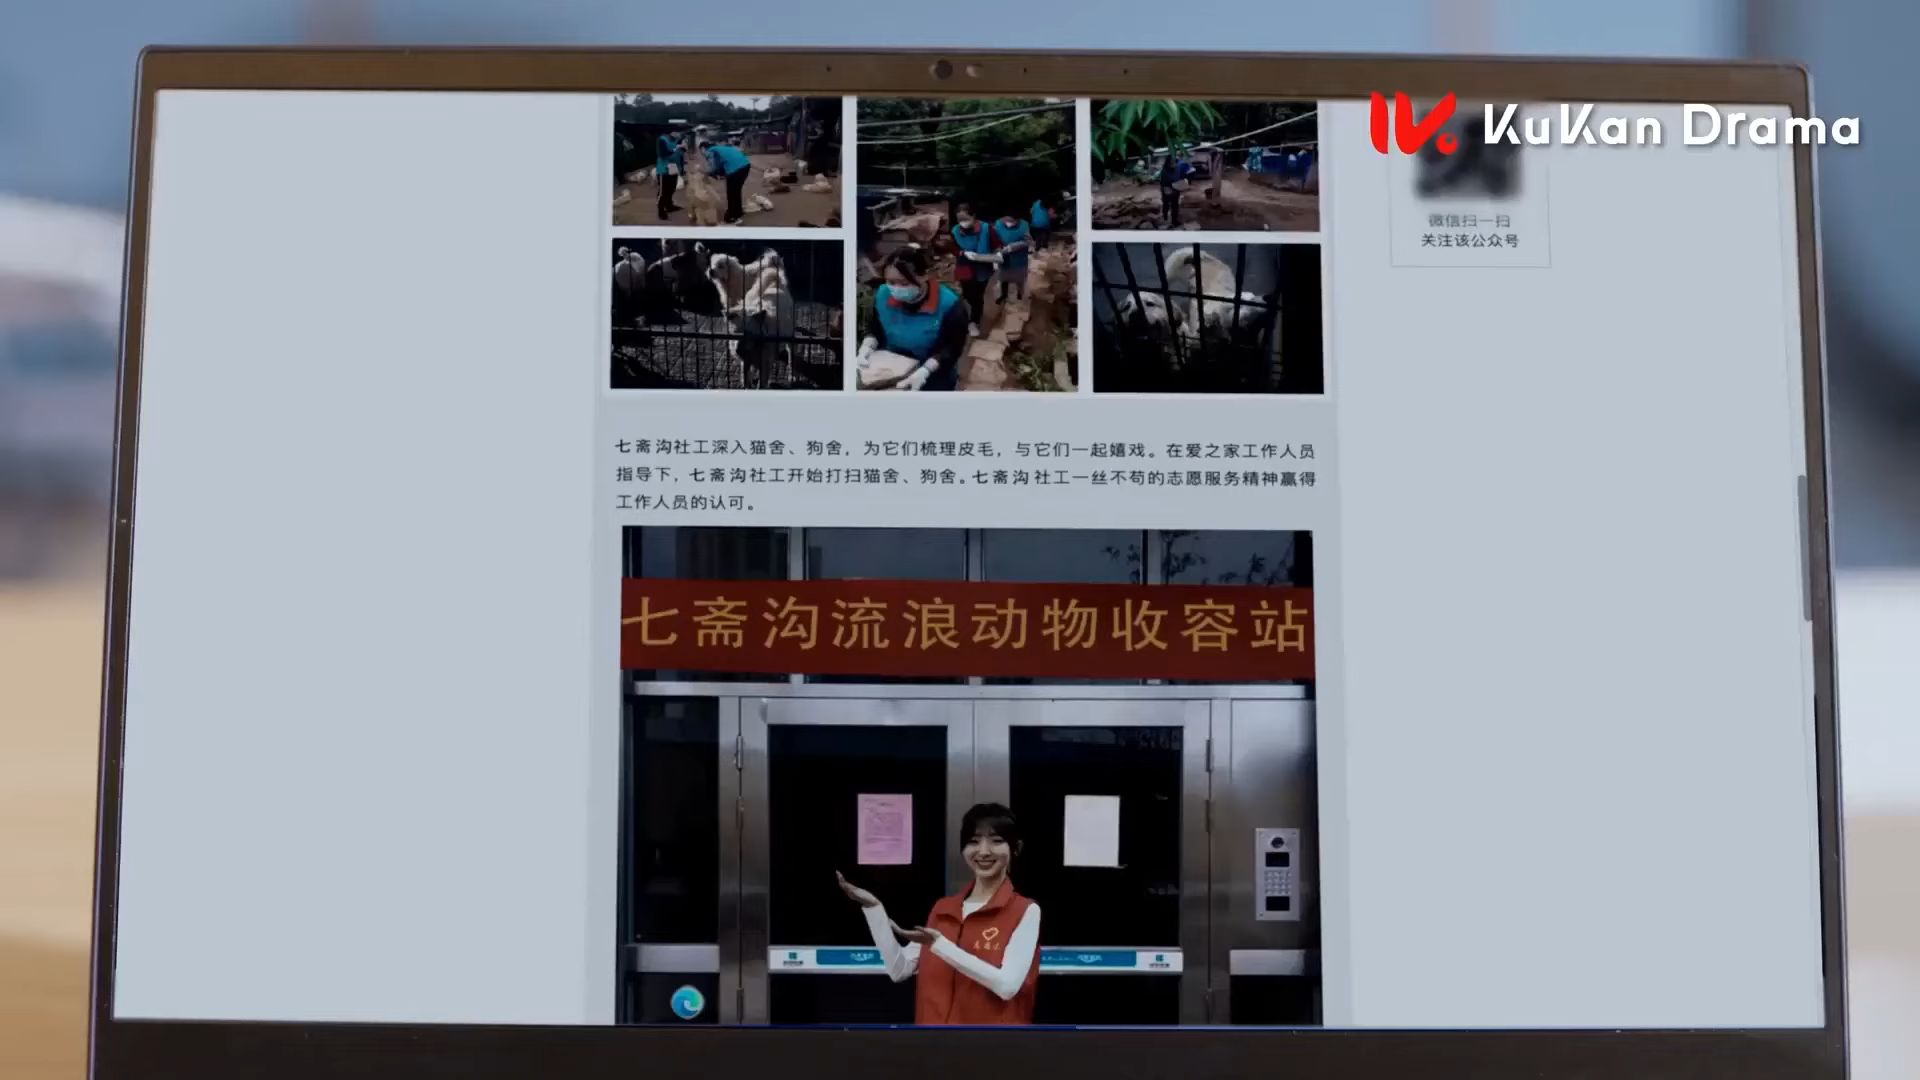 KuKan Drama
微信扫一扫
关注该公众号
七斋沟社工深入猫舍、狗舍，为它们梳理皮毛，与它们一起嬉戏。在爱之家工作人员
指导下，七斋沟社工开始打扫猫舍、狗舍。七斋沟社工一丝不苟的志愿服务精神赢得
工作人员的认可。
七斋沟流浪动物收容站